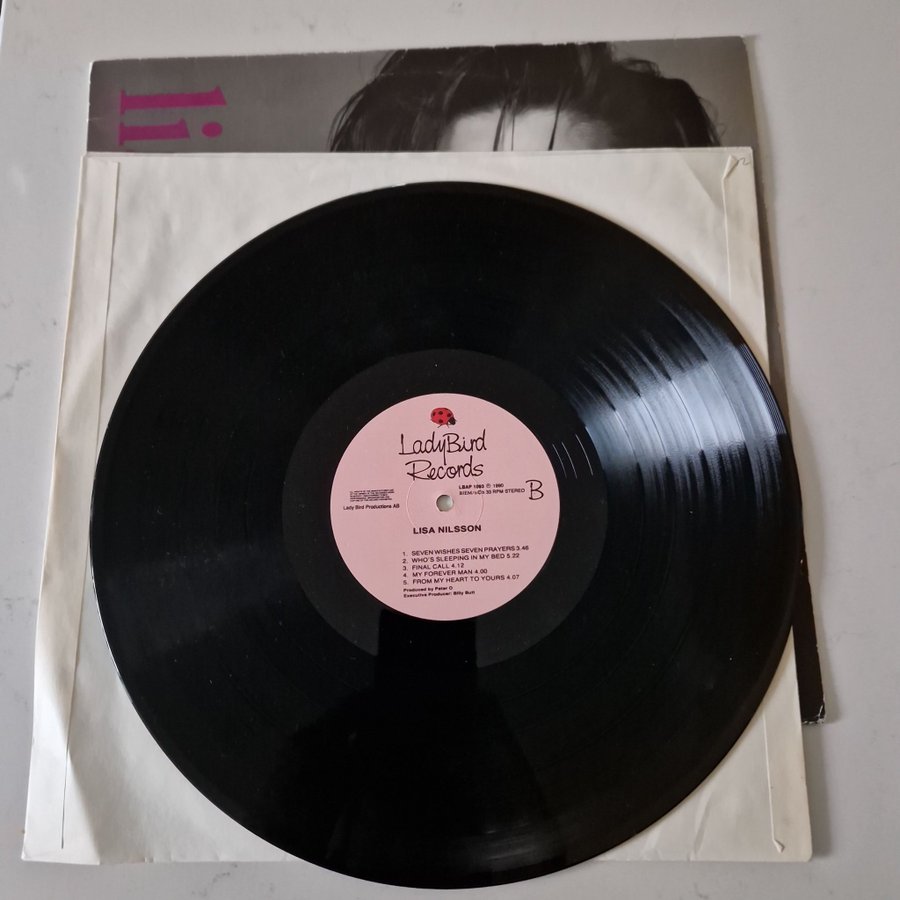 li
LadyBird
Records
LBAP 1093 ℗ 1990
33 RPM STEREO
B
Lady Bird Productions AB
LISA NILSSON
1. SEVEN WISHES SEVEN PRAYERS 3.46
2. WHO'S SLEEPING IN MY BED 5.22
3. FINAL CALL 4.12
4. MY FOREVER MAN 4.00
5. FROM MY HEART TO YOURS 4.07
Produced by Peter O
Executive Producer: Billy Butt